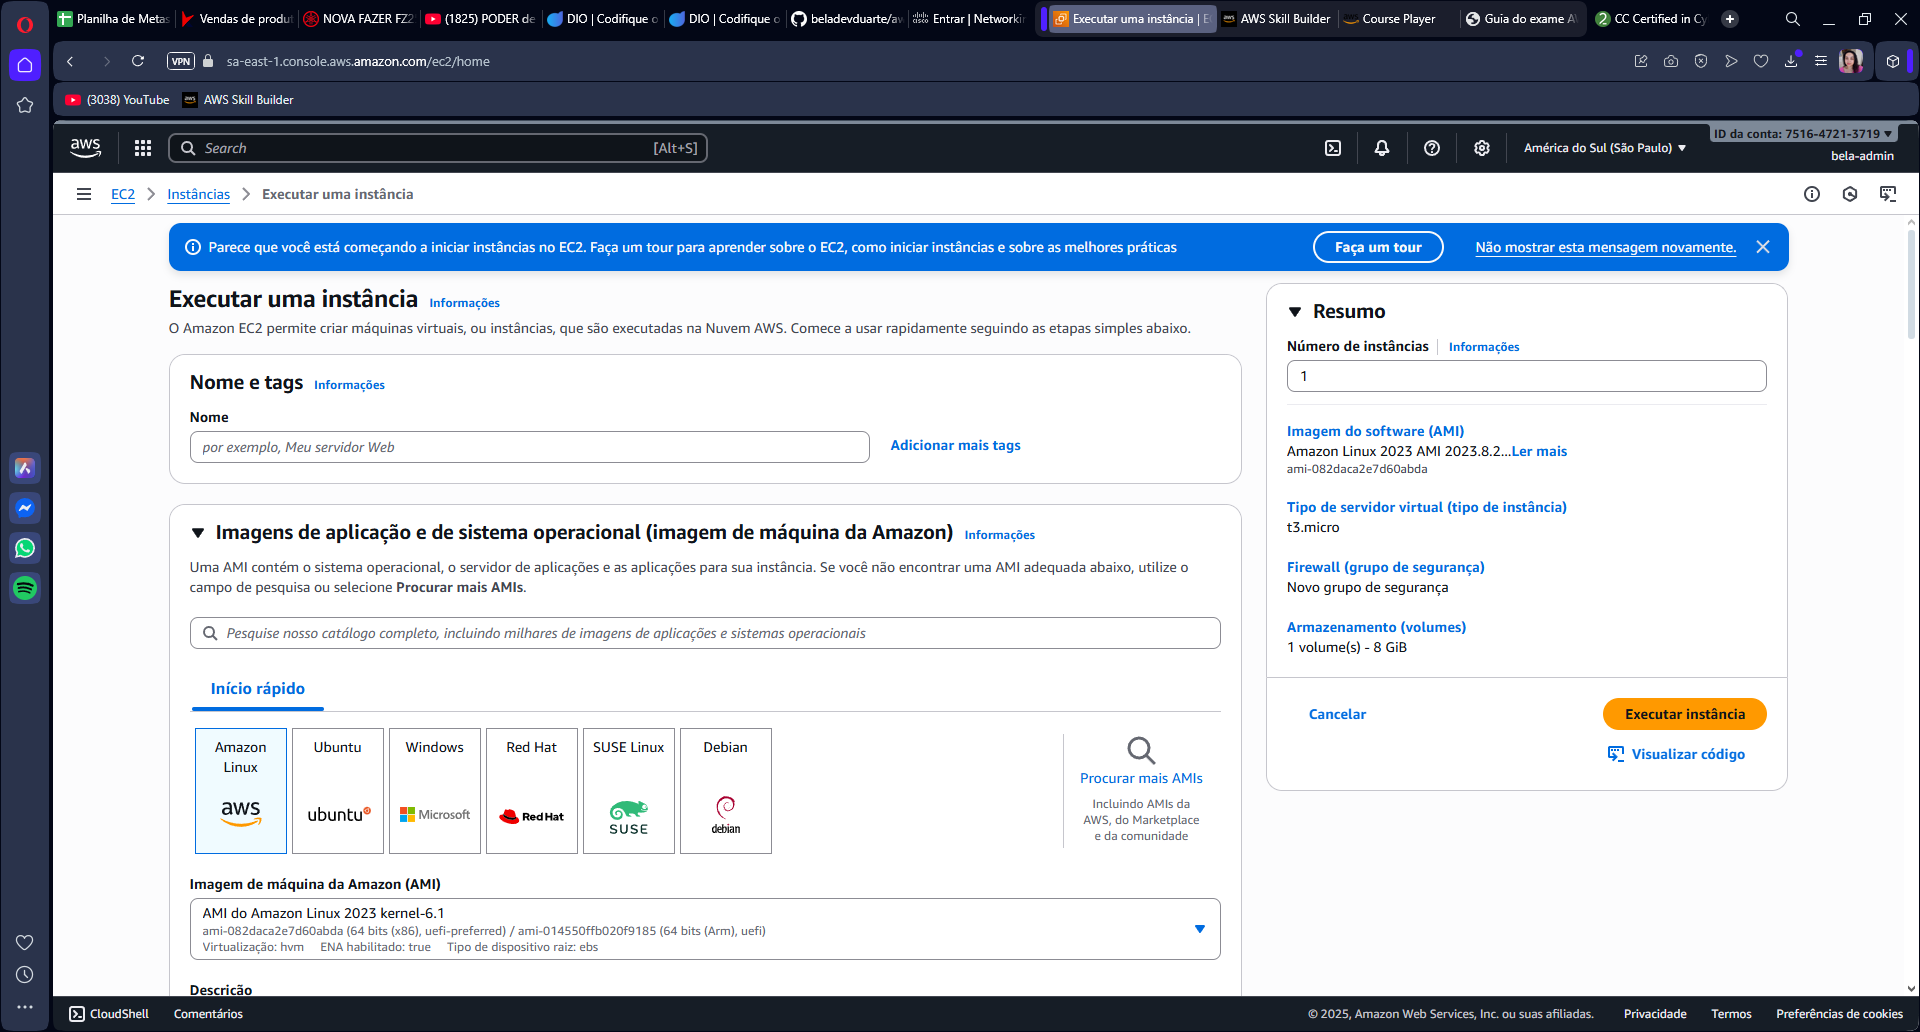 Planilha de Metas
Vendas de produt
NOVA FAZER FZ2
(1825) PODER de
DIO | Codifique o
DIO | Codifique o
beladevduarte/aw
Entrar | Networkin
Executar uma instância | E
AWS Skill Builder
Course Player
Guia do exame A
CC Certified in Cy
VPN
sa-east-1.console.aws.amazon.com/ec2/home
(3038) YouTube
AWS Skill Builder
aws
Search
[Alt+S]
América do Sul (São Paulo)
ID da conta: 7516-4721-3719
bela-admin
EC2
Instâncias
Executar uma instância
Parece que você está começando a iniciar instâncias no EC2. Faça um tour para aprender sobre o EC2, como iniciar instâncias e sobre as melhores práticas
Faça um tour
Não mostrar esta mensagem novamente.
Executar uma instância Informações
O Amazon EC2 permite criar máquinas virtuais, ou instâncias, que são executadas na Nuvem AWS. Comece a usar rapidamente seguindo as etapas simples abaixo.
Nome e tags Informações
Nome
por exemplo, Meu servidor Web
Adicionar mais tags
Imagens de aplicação e de sistema operacional (imagem de máquina da Amazon) Informações
Uma AMI contém o sistema operacional, o servidor de aplicações e as aplicações para sua instância. Se você não encontrar uma AMI adequada abaixo, utilize o
campo de pesquisa ou selecione Procurar mais AMIs.
Pesquise nosso catálogo completo, incluindo milhares de imagens de aplicações e sistemas operacionais
Início rápido
Amazon
Linux
aws
Ubuntu
ubuntu
Windows
Microsoft
Red Hat
Red Hat
SUSE Linux
SUSE
Debian
debian
Procurar mais AMIs
Incluindo AMIs da
AWS, do Marketplace
e da comunidade
Imagem de máquina da Amazon (AMI)
AMI do Amazon Linux 2023 kernel-6.1
ami-082daca2e7d60abda (64 bits (x86), uefi-preferred) / ami-014550ffb020f9185 (64 bits (Arm), uefi)
Virtualização: hvm ENA habilitado: true Tipo de dispositivo raiz: ebs
Descrição
Resumo
Número de instâncias
Informações
1
Imagem do software (AMI)
Amazon Linux 2023 AMI 2023.8.2...Ler mais
ami-082daca2e7d60abda
Tipo de servidor virtual (tipo de instância)
t3.micro
Firewall (grupo de segurança)
Novo grupo de segurança
Armazenamento (volumes)
1 volume(s) - 8 GiB
Cancelar
Executar instância
Visualizar código
CloudShell
Comentários
© 2025, Amazon Web Services, Inc. ou suas afiliadas.
Privacidade
Termos
Preferências de cookies